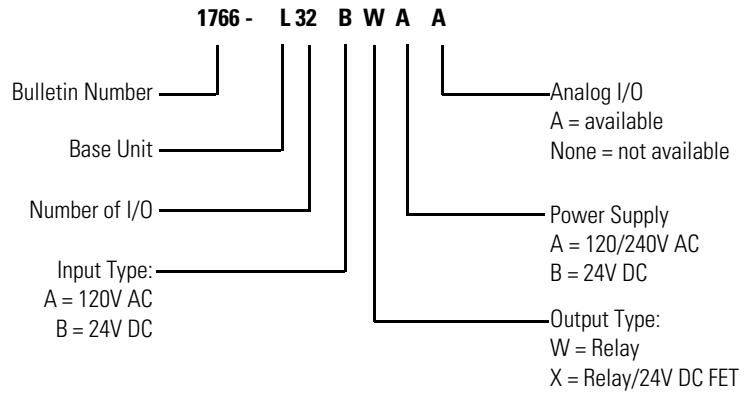 1766 - L 32 B W A A
Bulletin Number
Base Unit
Number of I/O
Input Type:
A = 120V AC
B = 24V DC
Analog I/O
A = available
None = not available
Power Supply
A = 120/240V AC
B = 24V DC
Output Type:
W = Relay
X = Relay/24V DC FET